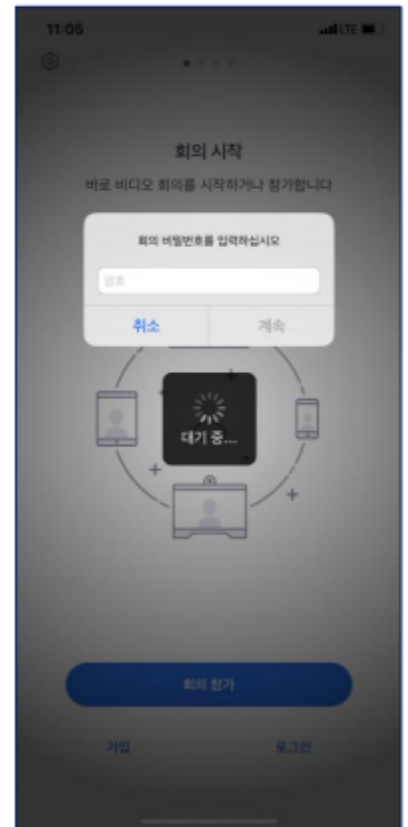 11:05
LTE
회의 시작
바로 비디오 회의를 시작하거나 참가합니다
회의 비밀번호를 입력하십시오
암호
취소
계속
대기 중...
회의 참가
가입
로그인